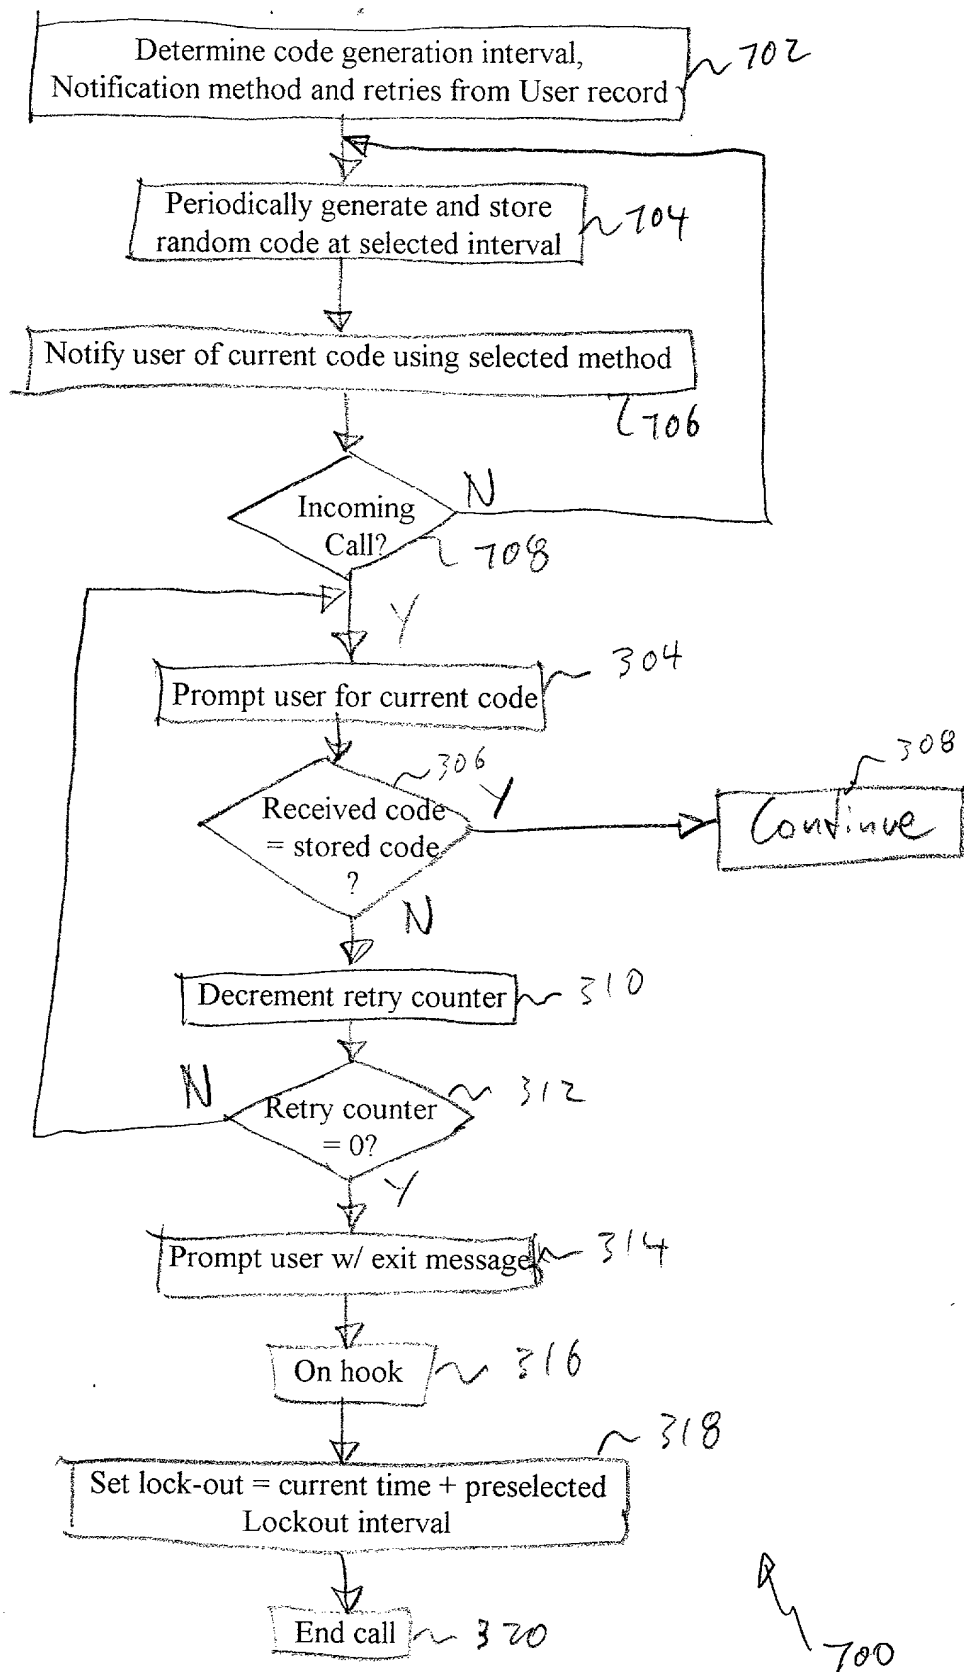 Determine code generation interval,
Notification method and retries from User record
702
Periodically generate and store
random code at selected interval
704
Notify user of current code using selected method
706
Incoming
Call?
N
708
Y
Prompt user for current code
304
306
Received code
= stored code
?
Y
308
Continue
N
Decrement retry counter
310
N
Retry counter
= 0?
312
Y
Prompt user w/ exit message
314
On hook
316
318
Set lock-out = current time + preselected
Lockout interval
End call
320
700